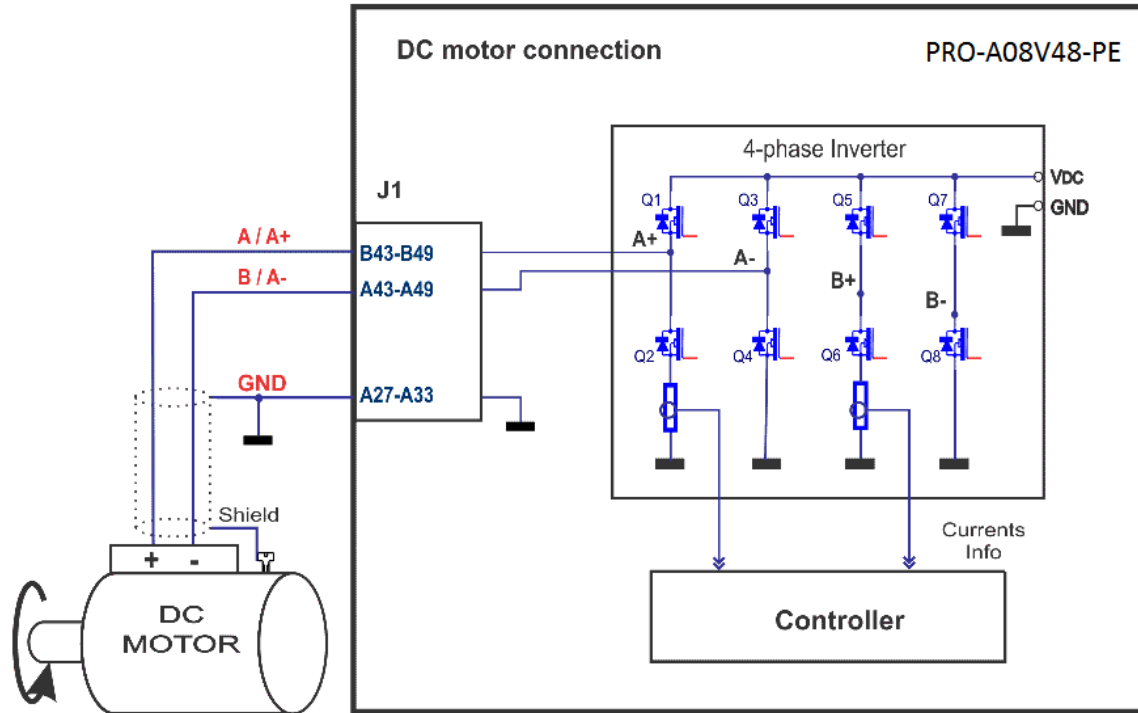 DC motor connection
PRO-A08V48-PE
4-phase Inverter
VDC
GND
Q1
Q3
Q5
Q7
J1
A / A+
B43-B49
A+
B / A-
A43-A49
A-
B+
B-
Q2
Q4
Q6
Q8
GND
A27-A33
Shield
Currents
Info
+ -
DC
MOTOR
Controller